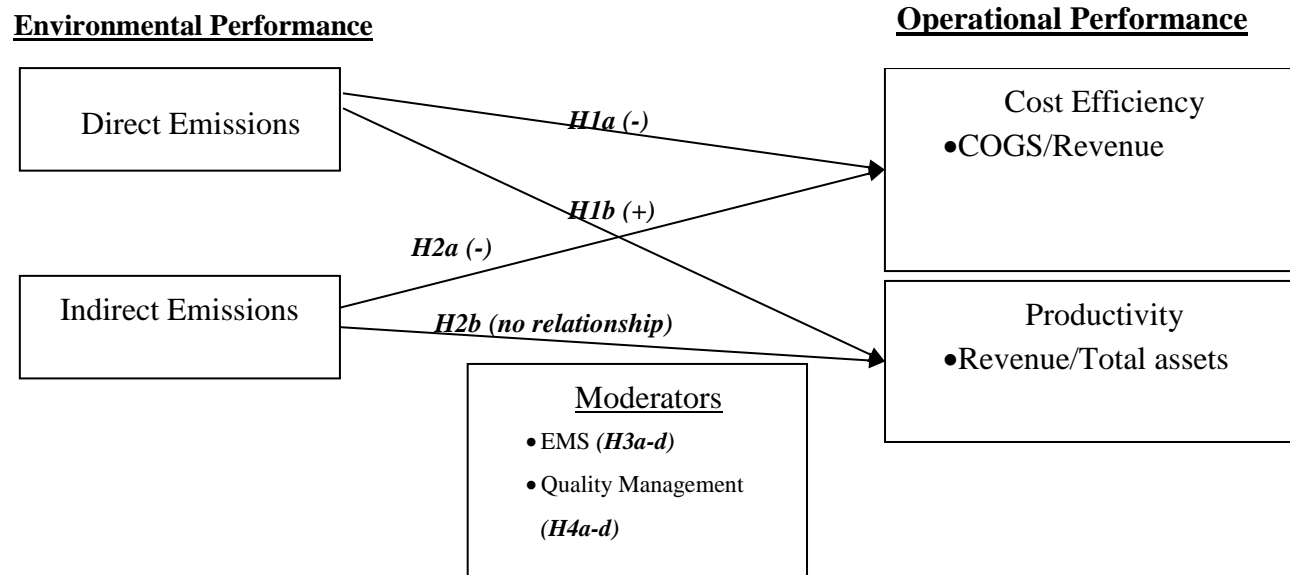 Environmental Performance
Operational Performance
Direct Emissions
Cost Efficiency
•COGS/Revenue
H1a (-)
H1b (+)
H2a (-)
Indirect Emissions
H2b (no relationship)
Productivity
•Revenue/Total assets
Moderators
• EMS (H3a-d)
• Quality Management
(H4a-d)